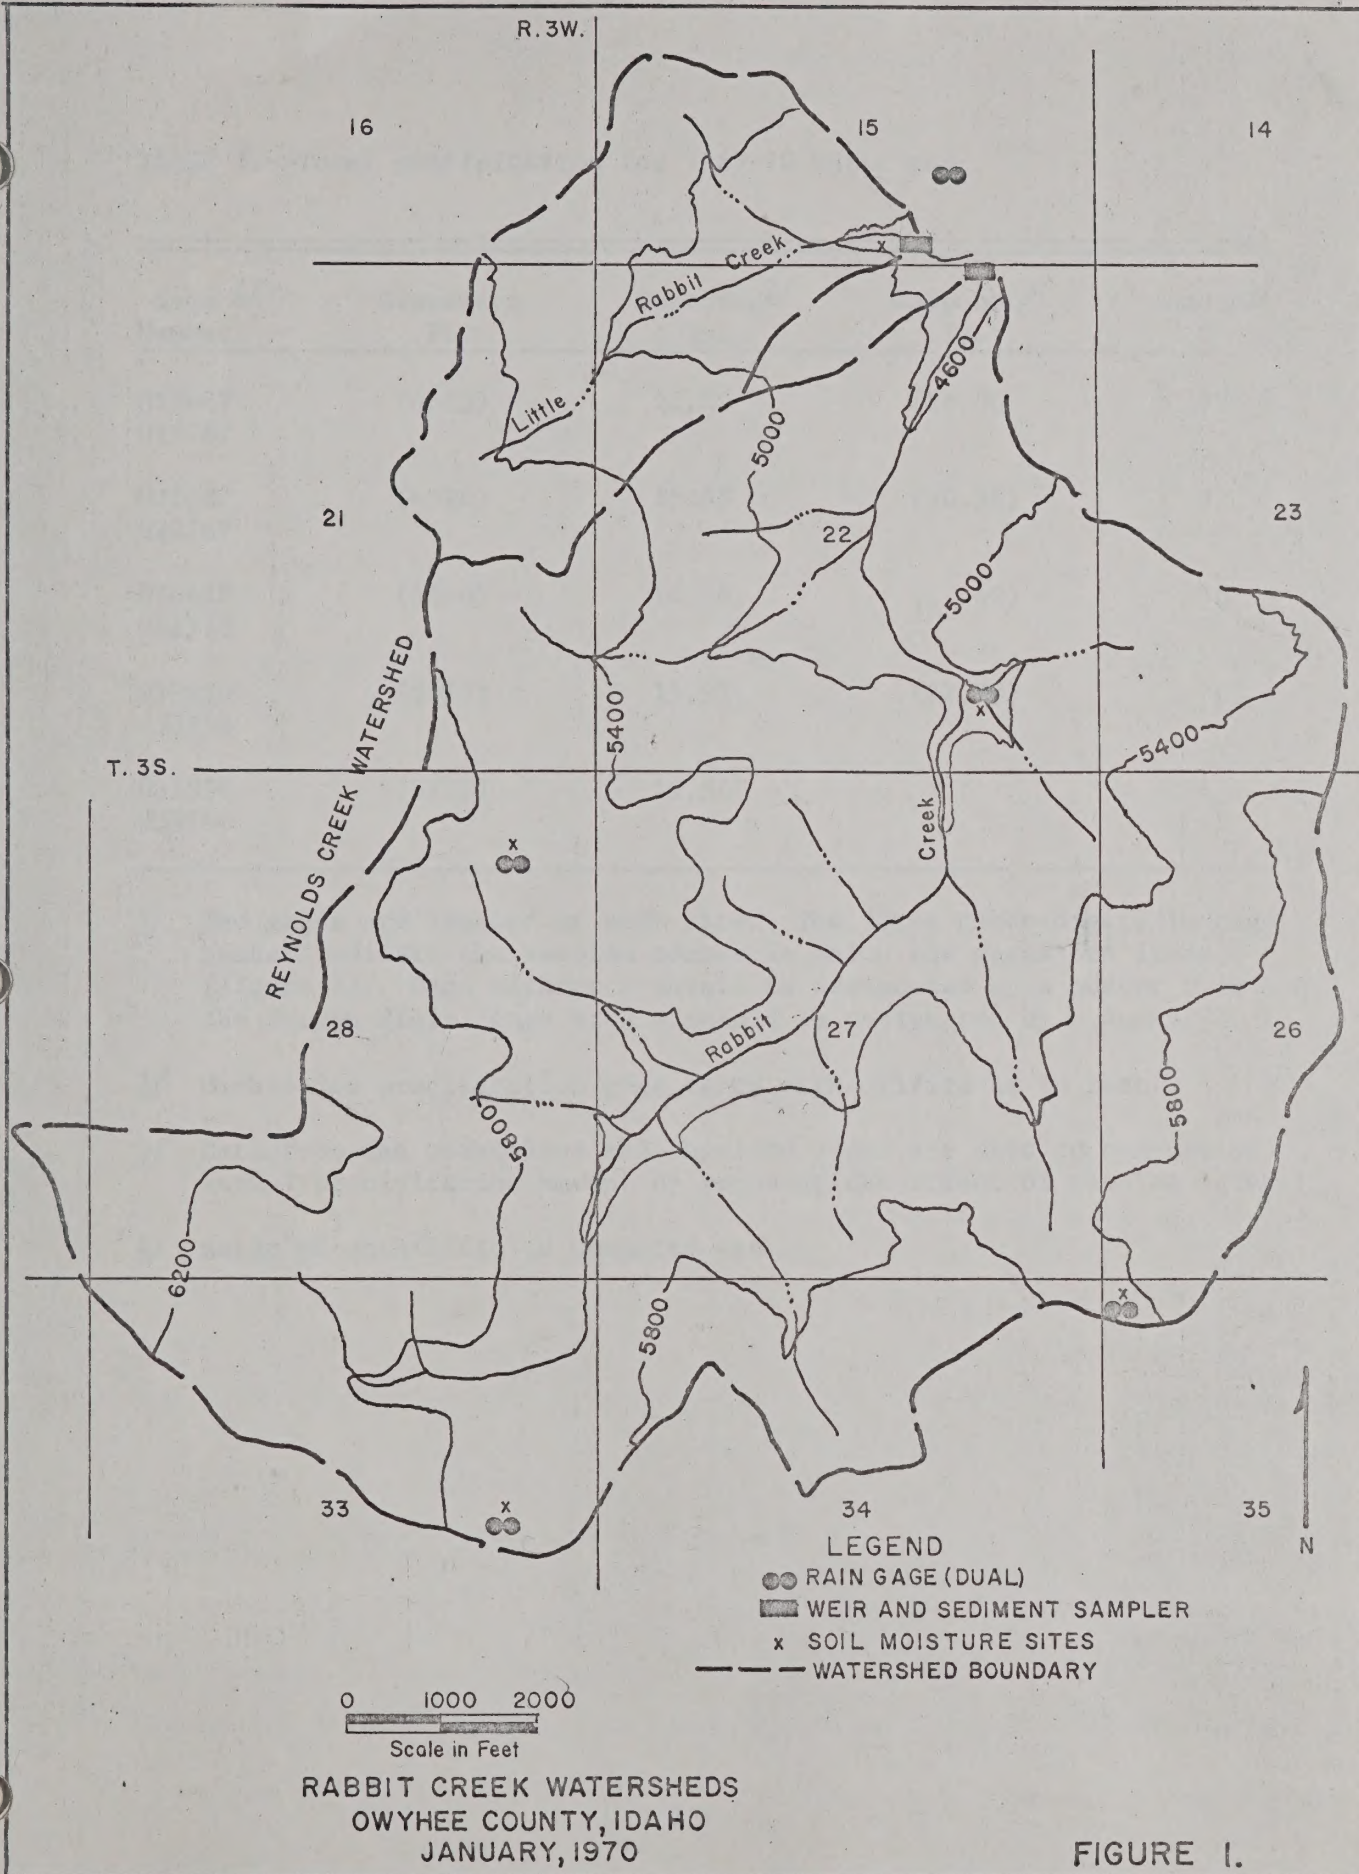 R. 3W.
16
15
14
Rabbit Creek
4600
Little
5000
21
22
23
5000
REYNOLDS CREEK WATERSHED
5400
5400
T. 3S.
Creek
28
Rabbit
27
26
5800
5800
6200
5800
33
34
35
N
LEGEND
RAIN GAGE (DUAL)
WEIR AND SEDIMENT SAMPLER
x SOIL MOISTURE SITES
WATERSHED BOUNDARY
0 1000 2000
Scale in Feet
RABBIT CREEK WATERSHEDS
OWYHEE COUNTY, IDAHO
JANUARY, 1970
FIGURE 1.